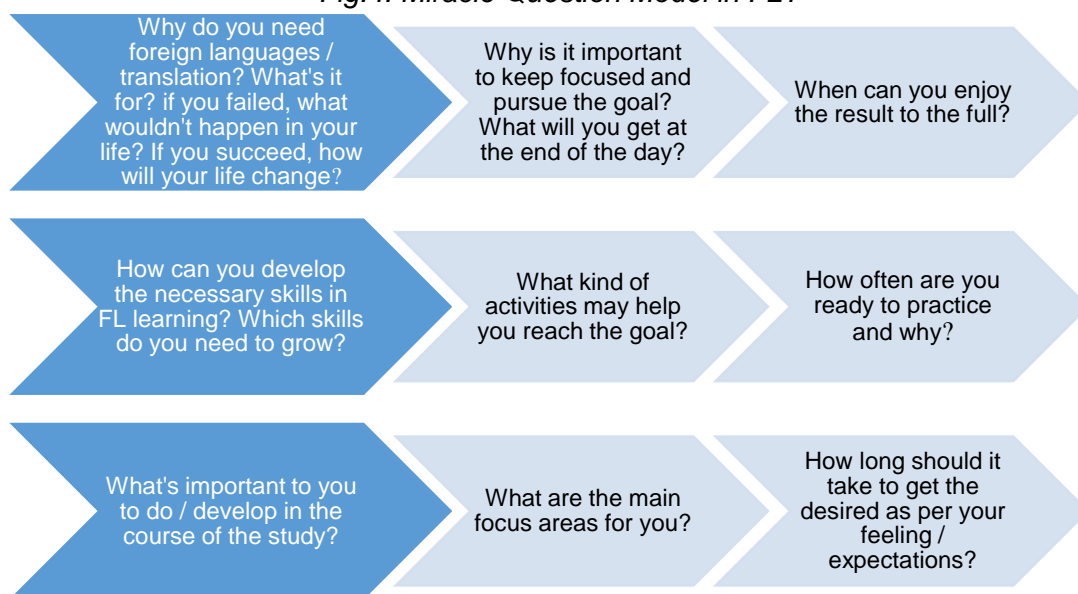 Miracle Question Model in
Why do you need
foreign languages /
translation? What's it
for? if you failed, what
wouldn't happen in your
life? If you succeed, how
will your life change?
Why is it important
to keep focused and
pursue the goal?
What will you get at
the end of the day?
When can you enjoy
the result to the full?
How can you develop
the necessary skills in
FL learning? Which skills
do you need to grow?
What kind of
activities may help
you reach the goal?
How often are you
ready to practice
and why?
What's important to you
to do / develop in the
course of the study?
What are the main
focus areas for you?
How long should it
take to get the
desired as per your
feeling /
expectations?